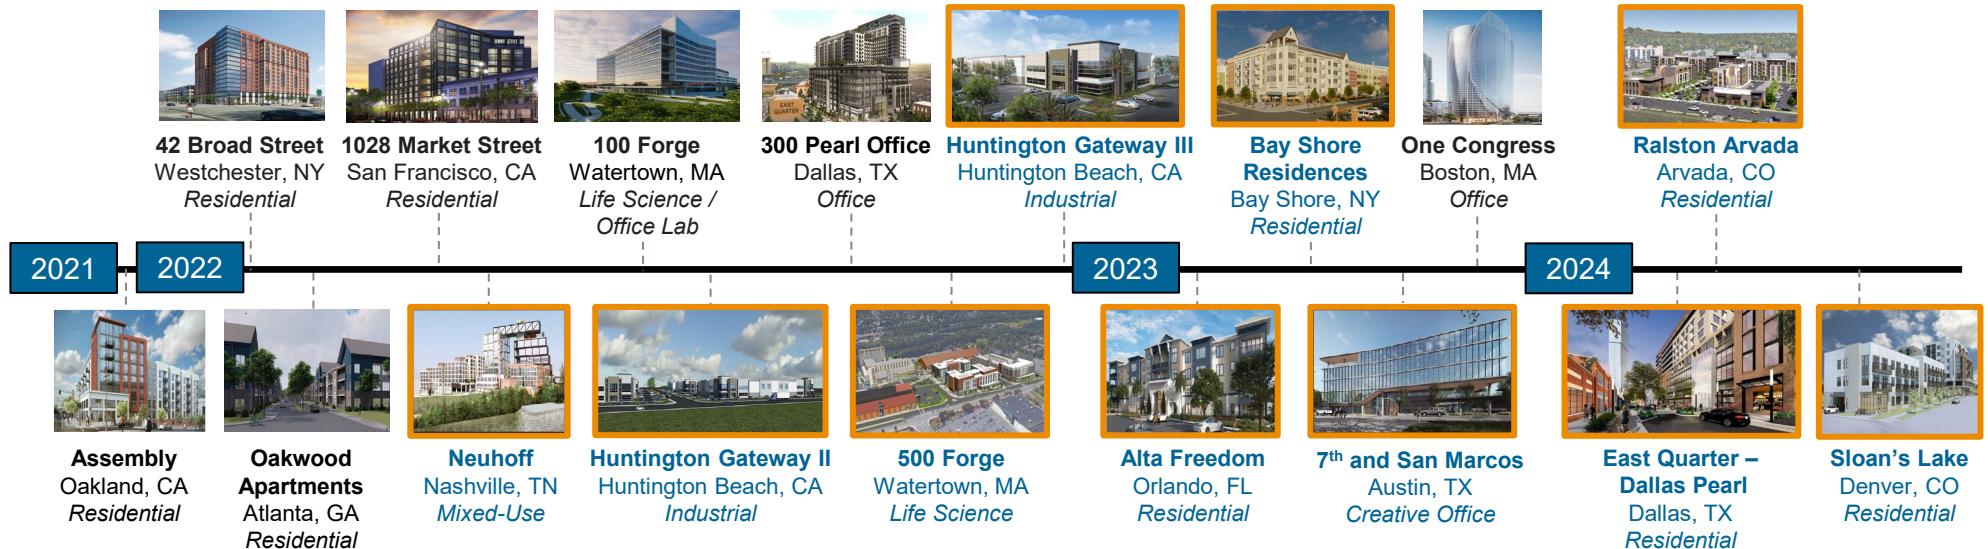 42 Broad Street
Westchester, NY
Residential
1028 Market Street
San Francisco, CA
Residential
100 Forge
Watertown, MA
Life Science /
Office Lab
EAST
QUARTER
300 Pearl Office
Dallas, TX
Office
Huntington Gateway III
Huntington Beach, CA
Industrial
Bay Shore
Residences
Bay Shore, NY
Residential
One Congress
Boston, MA
Office
Ralston Arvada
Arvada, CO
Residential
2021
2022
2023
2024
Assembly
Oakland, CA
Residential
Oakwood
Apartments
Atlanta, GA
Residential
Neuhoff
Nashville, TN
Mixed-Use
Huntington Gateway II
Huntington Beach, CA
Industrial
500 Forge
Watertown, MA
Life Science
Alta Freedom
Orlando, FL
Residential
7th and San Marcos
Austin, TX
Creative Office
East Quarter –
Dallas Pearl
Dallas, TX
Residential
Sloan's Lake
Denver, CO
Residential